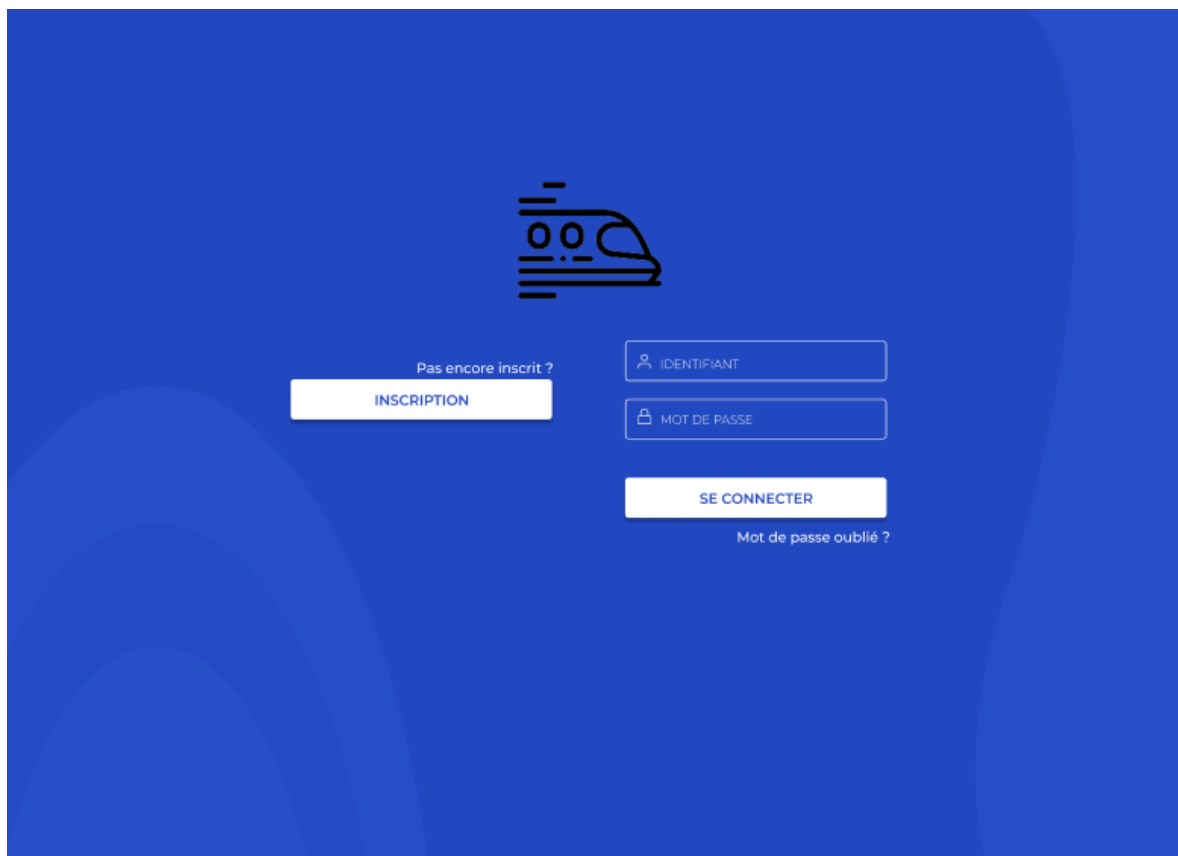 Pas encore inscrit ?
INSCRIPTION
IDENTIFIANT
MOT DE PASSE
SE CONNECTER
Mot de passe oublié ?